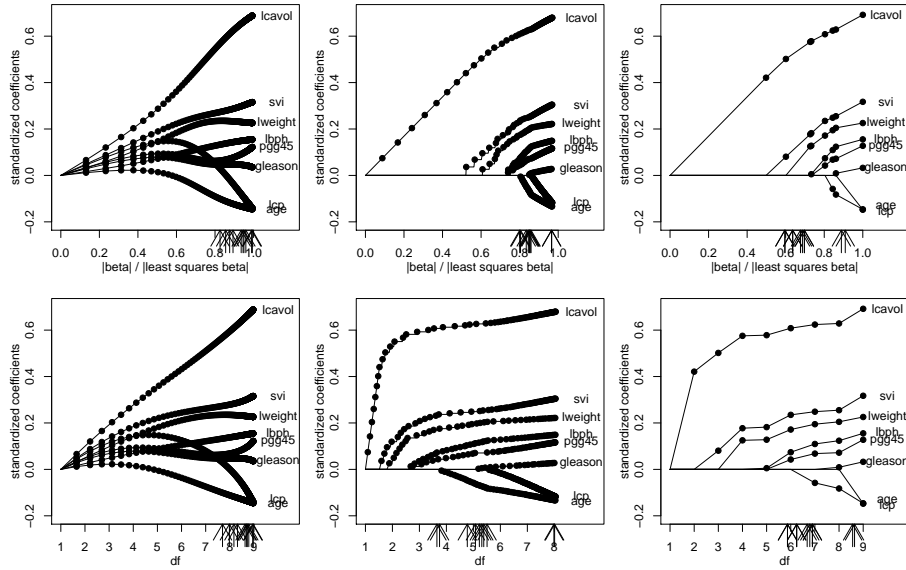 standardized coefficients
0.6
0.4
0.2
0.0
−0.2
lcavol
svi
lweight
lbph
pgg45
gleason
lcp
age
0.0 0.2 0.4 0.6 0.8 1.0
|beta| / |least squares beta|
standardized coefficients
0.6
0.4
0.2
0.0
−0.2
lcavol
svi
lweight
lbph
pgg45
gleason
lcp
age
0.0 0.2 0.4 0.6 0.8 1.0
|beta| / |least squares beta|
standardized coefficients
0.6
0.4
0.2
0.0
−0.2
lcavol
svi
lweight
lbph
pgg45
gleason
age
lcp
0.0 0.2 0.4 0.6 0.8 1.0
|beta| / |least squares beta|
standardized coefficients
0.6
0.4
0.2
0.0
−0.2
lcavol
svi
lweight
lbph
pgg45
gleason
lcp
age
1 2 3 4 5 6 7 8 9
df
standardized coefficients
0.6
0.4
0.2
0.0
−0.2
lcavol
svi
lweight
lbph
pgg45
gleason
lcp
age
1 2 3 4 5 6 7 8
df
standardized coefficients
0.6
0.4
0.2
0.0
−0.2
lcavol
svi
lweight
lbph
pgg45
gleason
age
lcp
1 2 3 4 5 6 7 8 9
df